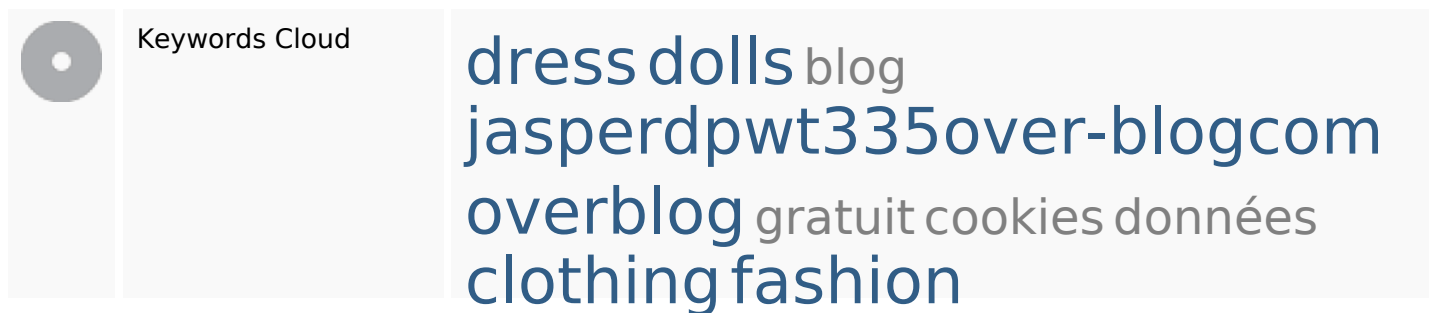 Keywords Cloud
dress dolls blog
jasperdpwt335over-blogcom
overblog gratuit cookies données
clothing fashion